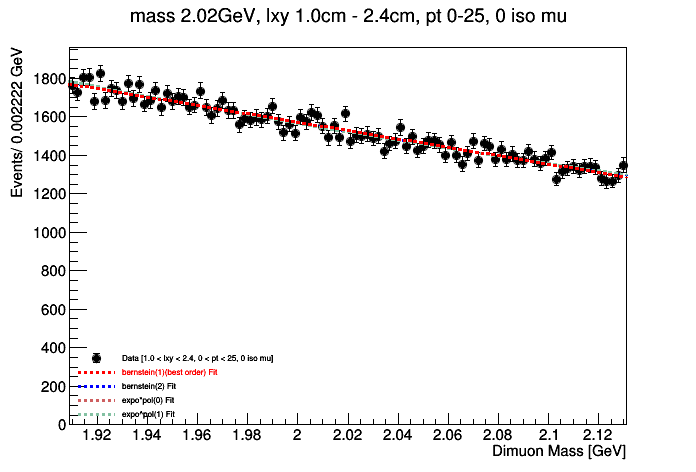 mass 2.02GeV, lxy 1.0cm - 2.4cm, pt 0-25, 0 iso mu
Events/ 0.002222 GeV
1800
1600
1400
1200
1000
800
600
400
200
0
Data [1.0 < lxy < 2.4, 0 < pt < 25, 0 iso mu]
bernstein(1)(best order) Fit
bernstein(2) Fit
expo*pol(0) Fit
expo*pol(1) Fit
1.92 1.94 1.96 1.98 2 2.02 2.04 2.06 2.08 2.1 2.12
Dimuon Mass [GeV]